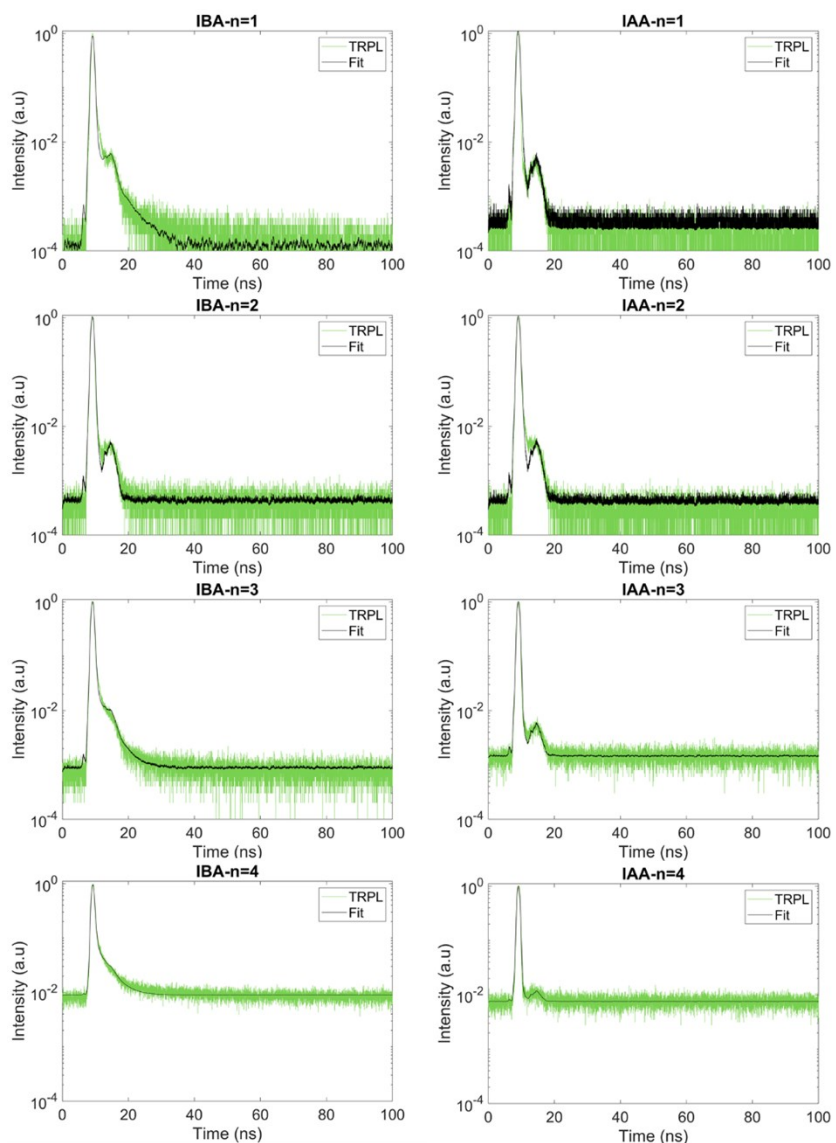 IBA-n=1
10^0
10^-2
10^-4
Intensity (a.u)
TRPL
Fit
0 20 40 60 80 100
Time (ns)
IAA-n=1
10^0
10^-2
10^-4
Intensity (a.u)
TRPL
Fit
0 20 40 60 80 100
Time (ns)
IBA-n=2
10^0
10^-2
10^-4
Intensity (a.u)
TRPL
Fit
0 20 40 60 80 100
Time (ns)
IAA-n=2
10^0
10^-2
10^-4
Intensity (a.u)
TRPL
Fit
0 20 40 60 80 100
Time (ns)
IBA-n=3
10^0
10^-2
10^-4
Intensity (a.u)
TRPL
Fit
0 20 40 60 80 100
Time (ns)
IAA-n=3
10^0
10^-2
10^-4
Intensity (a.u)
TRPL
Fit
0 20 40 60 80 100
Time (ns)
IBA-n=4
10^0
10^-2
10^-4
Intensity (a.u)
TRPL
Fit
0 20 40 60 80 100
Time (ns)
IAA-n=4
10^0
10^-2
10^-4
Intensity (a.u)
TRPL
Fit
0 20 40 60 80 100
Time (ns)